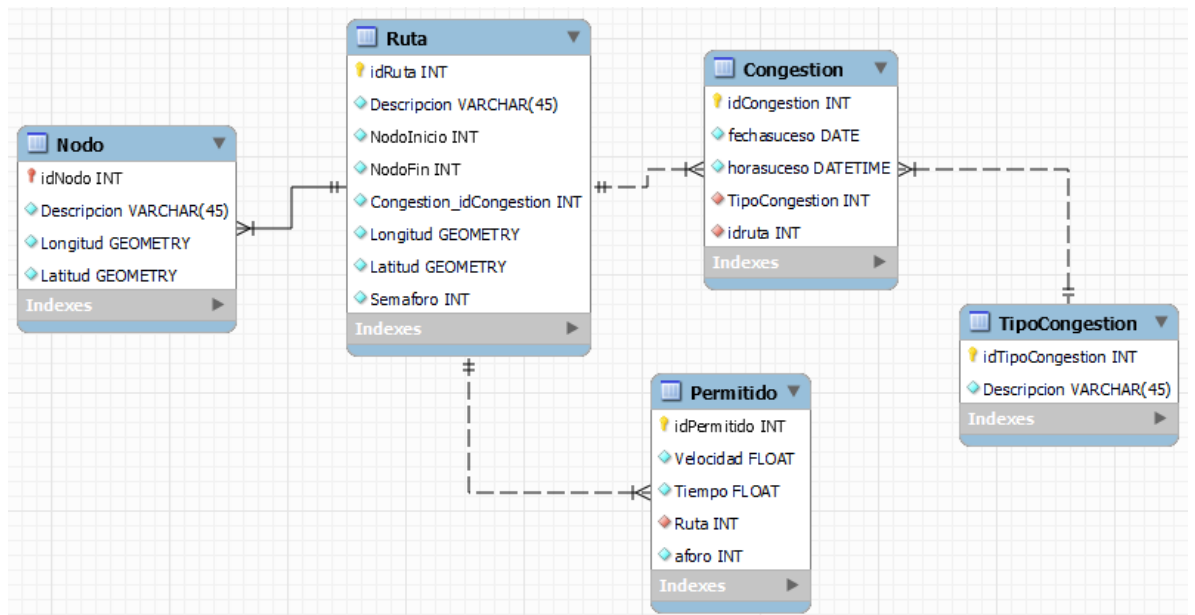 Nodo
idNodo INT
Descripcion VARCHAR(45)
Longitud GEOMETRY
Latitud GEOMETRY
Indexes
Ruta
idRuta INT
Descripcion VARCHAR(45)
NodoInicio INT
NodoFin INT
Congestion_idCongestion INT
Longitud GEOMETRY
Latitud GEOMETRY
Semaforo INT
Indexes
Congestion
idCongestion INT
fechasuceso DATE
horasuceso DATETIME
TipoCongestion INT
idruta INT
Indexes
TipoCongestion
idTipoCongestion INT
Descripcion VARCHAR(45)
Indexes
Permitido
idPermitido INT
Velocidad FLOAT
Tiempo FLOAT
Ruta INT
aforo INT
Indexes